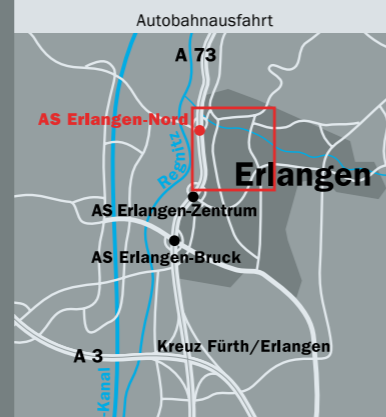 Autobahnausfahrt
A 73
AS Erlangen-Nord
Regnitz
Erlangen
AS Erlangen-Zentrum
AS Erlangen-Bruck
Kreuz Fürth/Erlangen
A 3
-Kanal